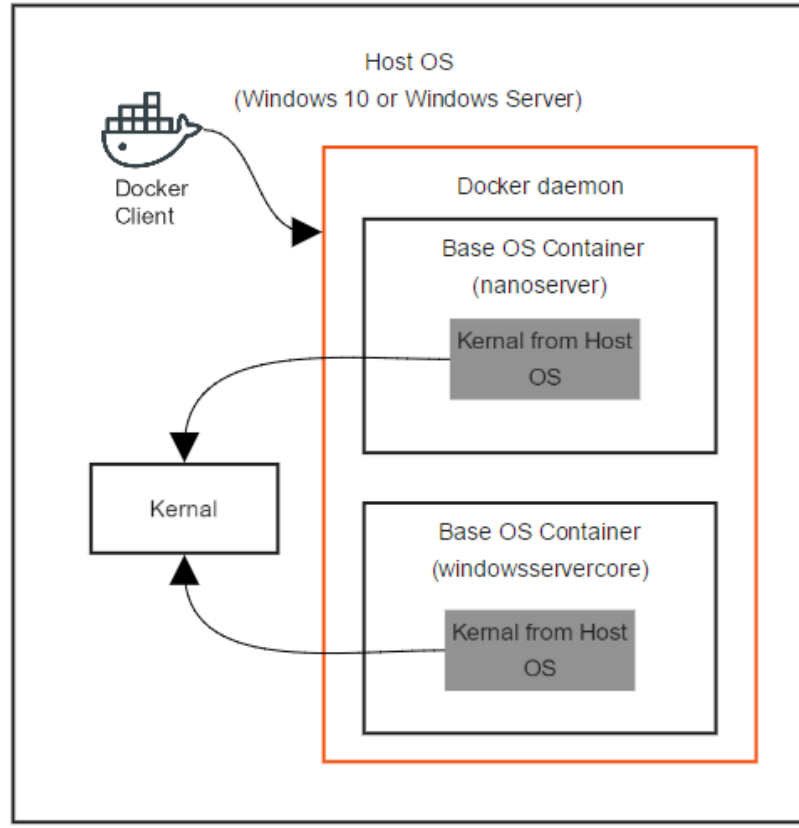 Host OS
(Windows 10 or Windows Server)
Docker
Client
Docker daemon
Base OS Container
(nanoserver)
Kernal from Host
OS
Kernal
Base OS Container
(windowsservercore)
Kernal from Host
OS